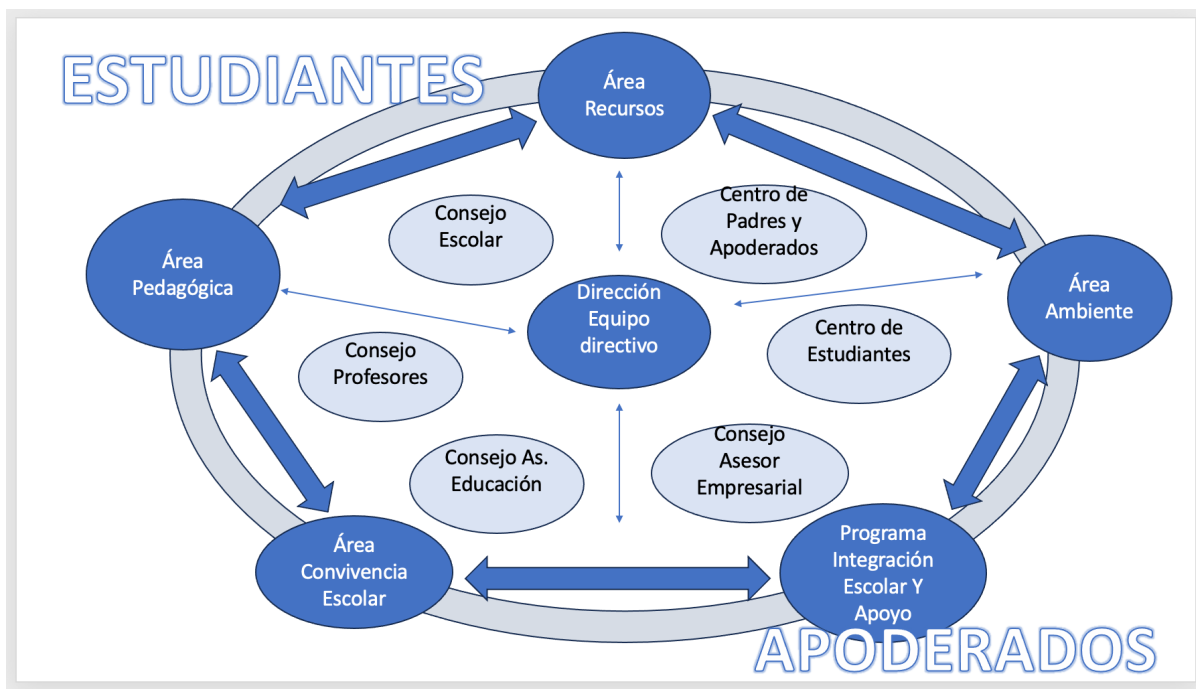 ESTUDIANTES
Área
Recursos
Consejo
Escolar
Centro de
Padres y
Apoderados
Área
Pedagógica
Dirección
Equipo
directivo
Área
Ambiente
Consejo
Profesores
Centro de
Estudiantes
Consejo As.
Educación
Consejo
Asesor
Empresarial
Área
Convivencia
Escolar
Programa
Integración
Escolar Y
Apoyo
APODERADOS